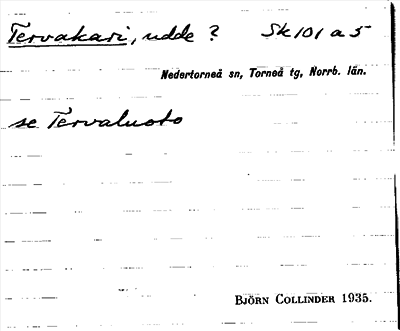 Tervakari, udde ? Sk 101 a 5
Nedertorneå sn, Torneå tg, Norrb. län.
se Tervaluoto
BJÖRN COLLINDER 1935.